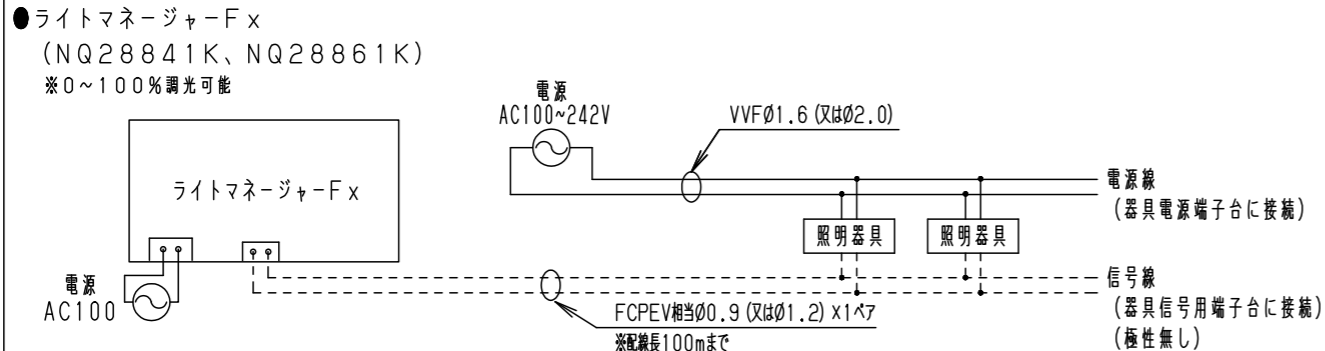 ●ライトマネージャーFx
(NQ28841K、NQ28861K)
※0~100%調光可能
電源
AC100~242V
VVFØ1.6(又はØ2.0)
ライトマネージャーFx
電源線
(器具電源端子台に接続)
照明器具
照明器具
電源
AC100
信号線
(器具信号用端子台に接続)
(極性無し)
FCPEV相当Ø0.9(又はØ1.2)×1ペア
※配線長100mまで